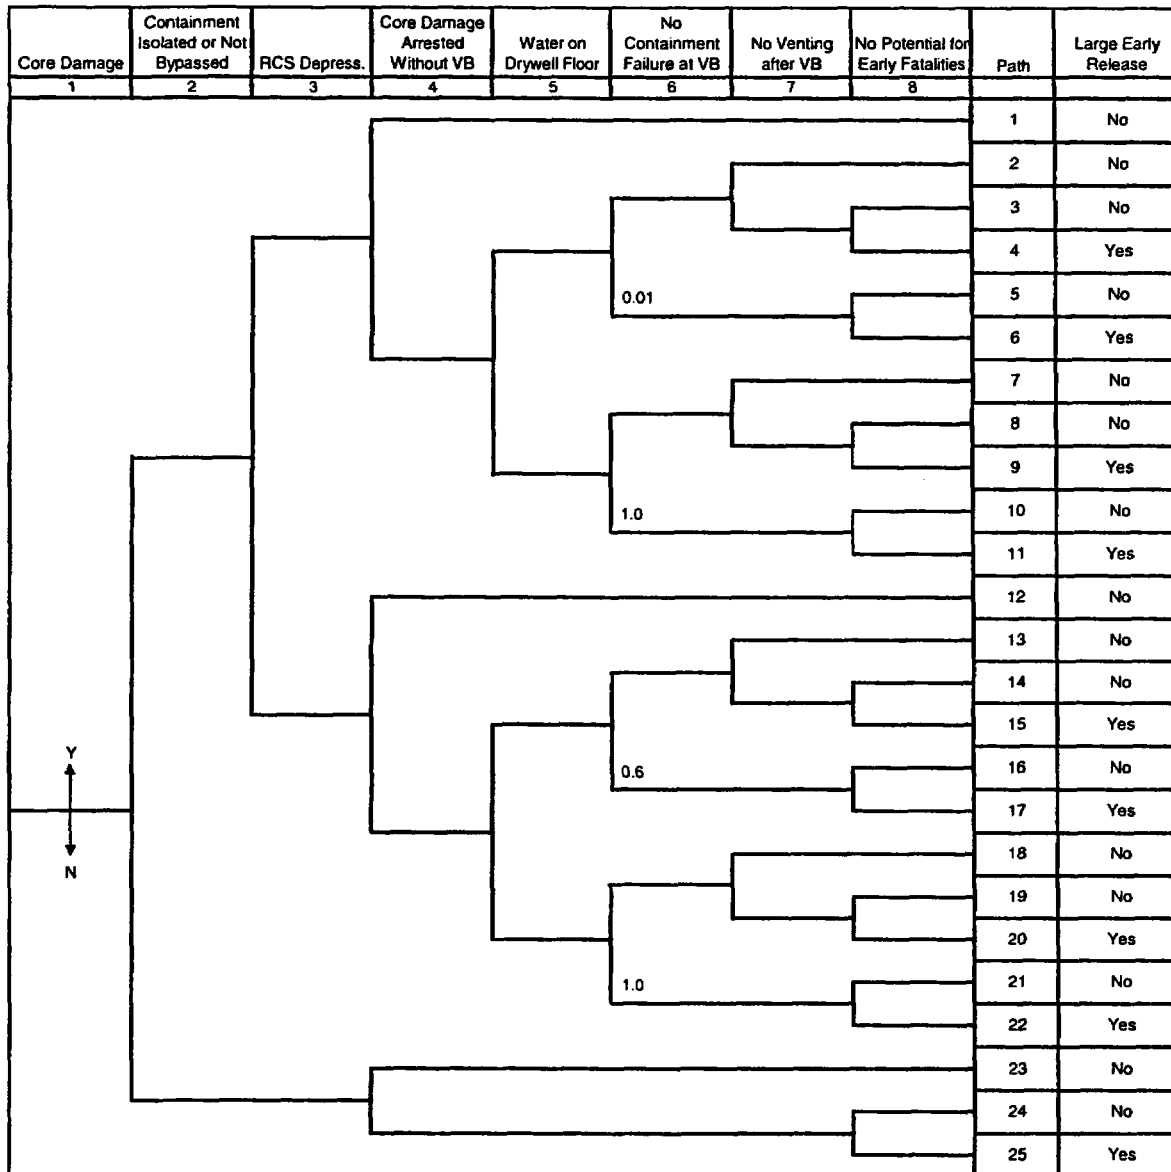 Core Damage
Containment
Isolated or Not
Bypassed
RCS Depress.
Core Damage
Arrested
Without VB
Water on
Drywell Floor
No
Containment
Failure at VB
No Venting
after VB
No Potential for
Early Fatalities
Path
Large Early
Release
1 2 3 4 5 6 7 8
1 No
2 No
3 No
4 Yes
0.01
5 No
6 Yes
7 No
8 No
9 Yes
1.0
10 No
11 Yes
12 No
13 No
14 No
15 Yes
Y
0.6
16 No
17 Yes
N
18 No
19 No
20 Yes
1.0
21 No
22 Yes
23 No
24 No
25 Yes